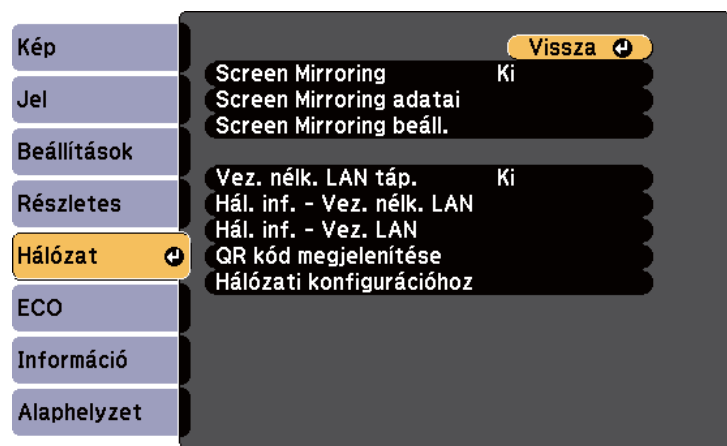 Kép
Jel
Beállítások
Részletes
Hálózat
ECO
Információ
Alaphelyzet
Vissza
Screen Mirroring Ki
Screen Mirroring adatai
Screen Mirroring beáll.
Vez. nélk. LAN táp. Ki
Hál. inf. - Vez. nélk. LAN
Hál. inf. - Vez. LAN
QR kód megjelenítése
Hálózati konfigurációhoz